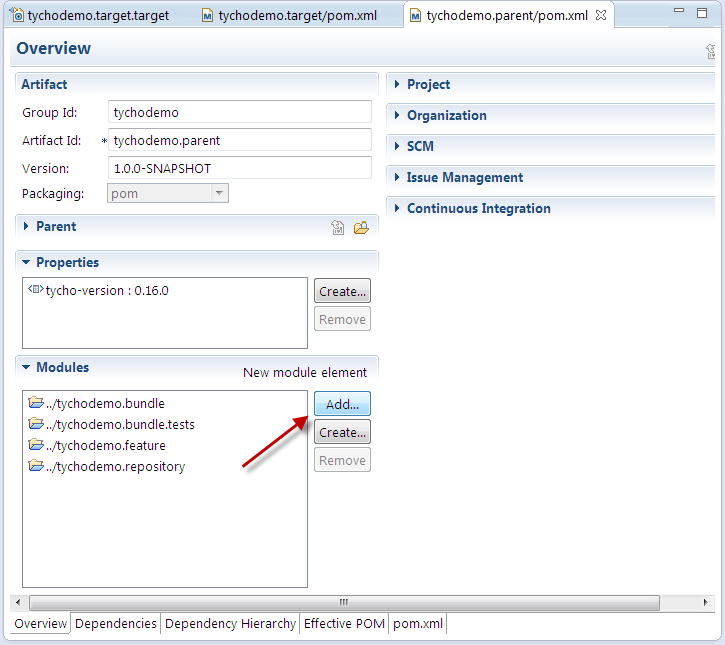 tychodemo.target.target
tychodemo.target/pom.xml
tychodemo.parent/pom.xml
Overview
Artifact
Group Id:
tychodemo
Artifact Id:
* tychodemo.parent
Version:
1.0.0-SNAPSHOT
Packaging:
pom
Parent
Properties
tycho-version : 0.16.0
Create...
Remove
Modules
New module element
../tychodemo.bundle
../tychodemo.bundle.tests
../tychodemo.feature
../tychodemo.repository
Add...
Create...
Remove
Project
Organization
SCM
Issue Management
Continuous Integration
Overview
Dependencies
Dependency Hierarchy
Effective POM
pom.xml